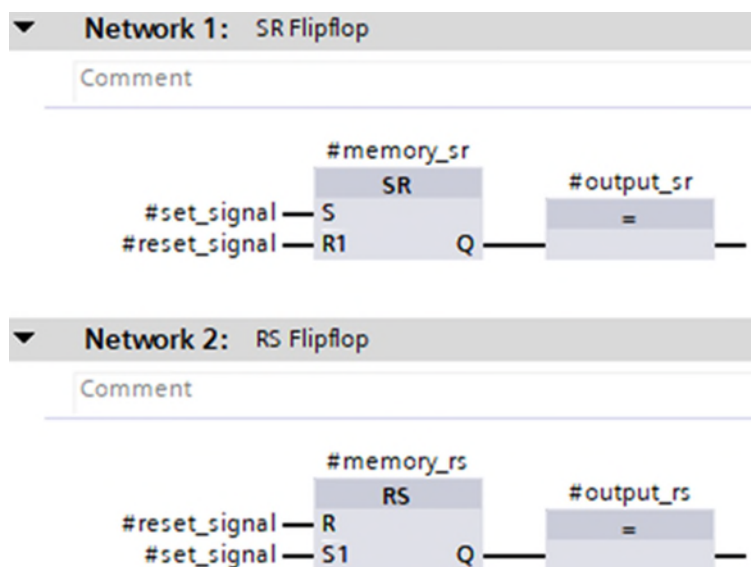 Network 1: SR Flipflop
Comment
#memory_sr
SR
#output_sr
#set_signal S
=
#reset_signal R1 Q
Network 2: RS Flipflop
Comment
#memory_rs
RS
#output_rs
#reset_signal R
=
#set_signal S1 Q